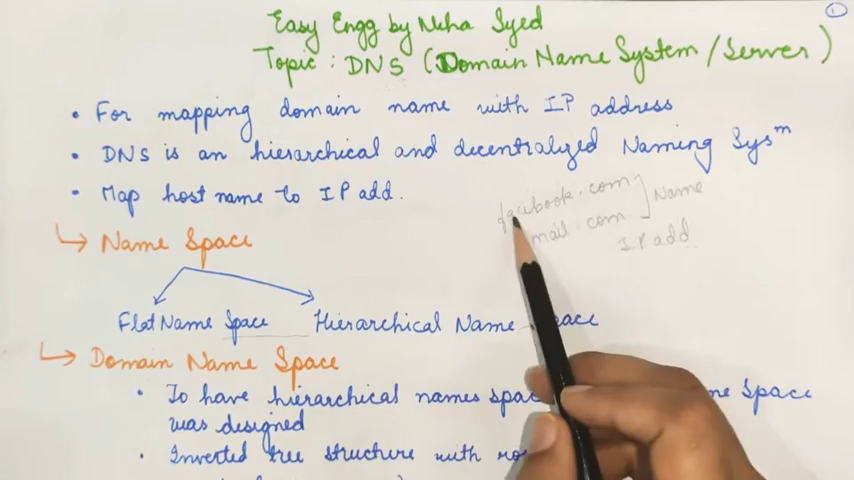 1
Easy Engg by Neha Syed
Topic : DNS (Domain Name System / Server)
• For mapping domain name with IP address
• DNS is an hierarchical and decentralized Naming Sysm
• Map host name to IP add.
facebook.com
Name
mail.com
IP add
Name Space
Flat Name Space
Hierarchical Name
Domain Name Space
• To have hierarchical names Space
was designed
• Inverted tree structure with